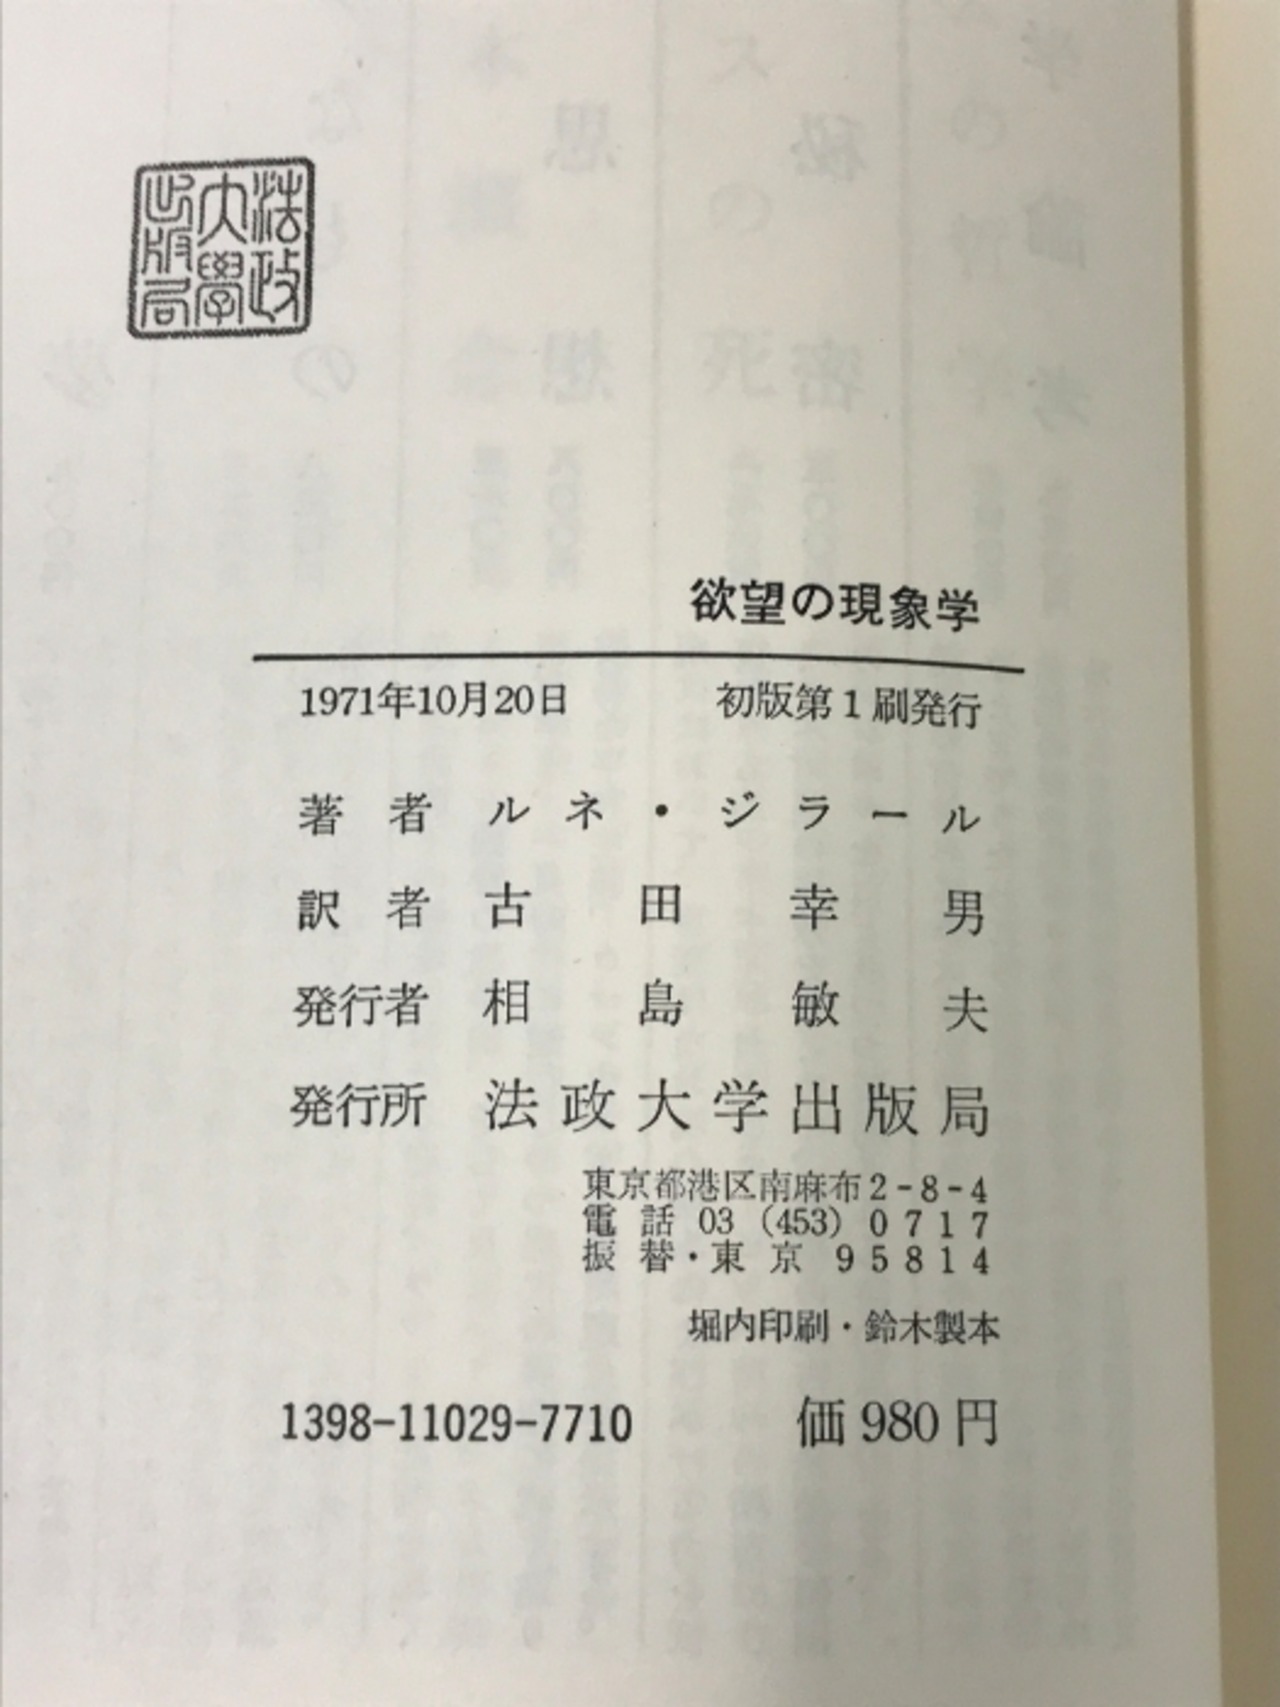 法政
大學
出版局
欲望の現象学
1971年10月20日 初版第1刷発行
著者 ルネ・ジラール
訳者 古田幸男
発行者 相島敏夫
発行所 法政大学出版局
東京都港区南麻布2-8-4
電話 03 (453) 0717
振替・東京 95814
堀内印刷・鈴木製本
1398-11029-7710 価980円